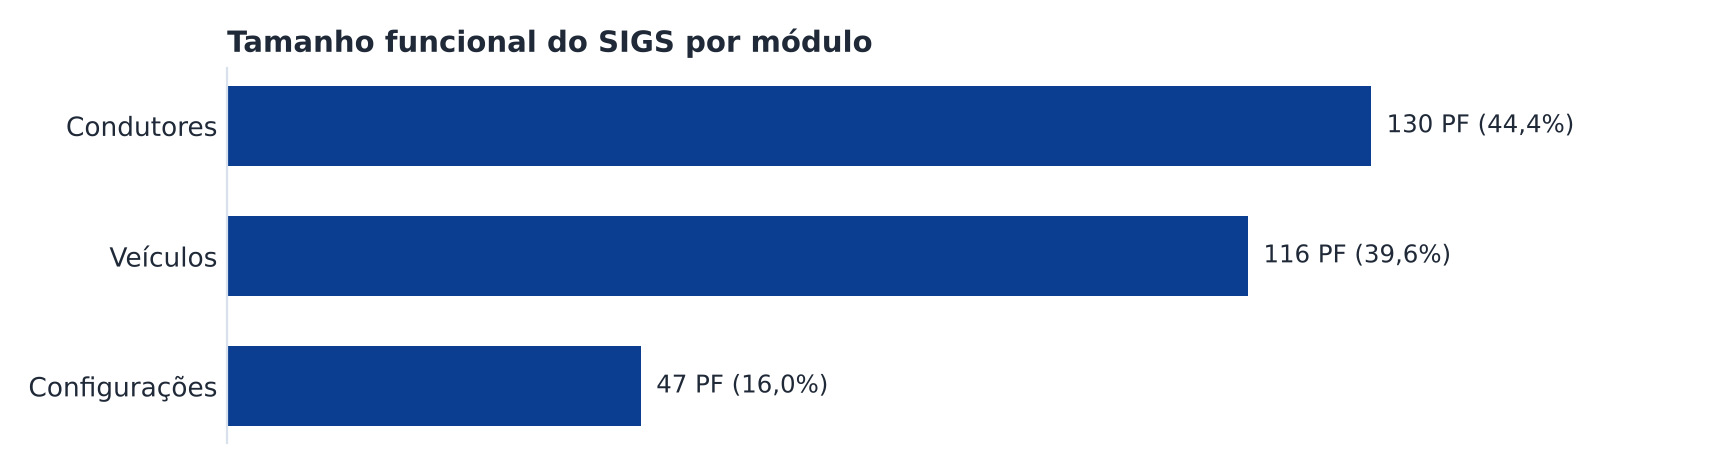 Tamanho funcional do SIGS por módulo
Condutores
130 PF (44,4%)
Veículos
116 PF (39,6%)
Configurações
47 PF (16,0%)